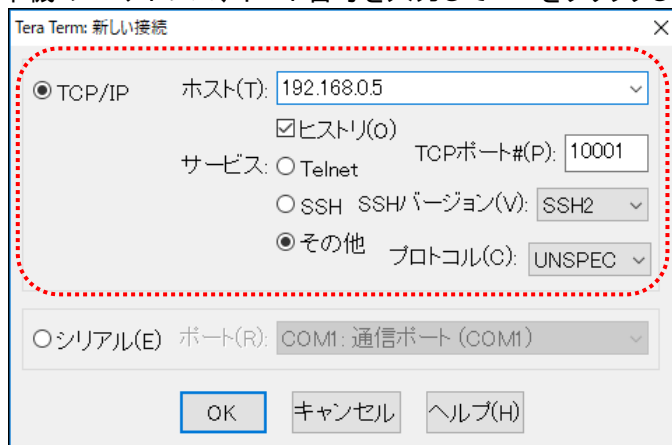 Tera Term: 新しい接続
TCP/IP ホスト(T): 192.168.0.5
ヒストリ(O)
サービス: Telnet TCPポート#(P): 10001
SSH SSHバージョン(V): SSH2
その他 プロトコル(C): UNSPEC
シリアル(E) ポート(R): COM1: 通信ポート (COM1)
OK キャンセル ヘルプ(H)